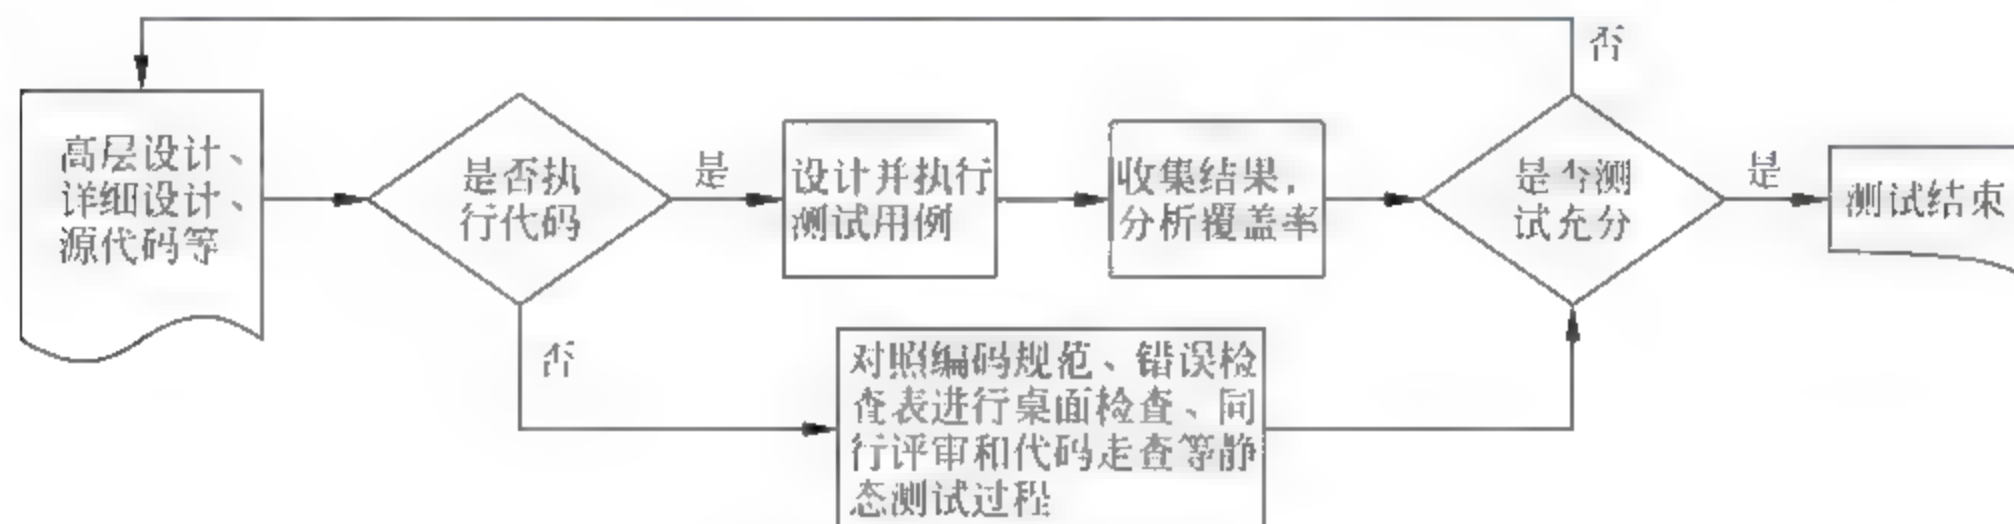 否
高层设计、
详细设计、
源代码等
是否执
行代码
是
设计并执行
测试用例
收集结果，
分析覆盖率
是否测
试充分
是
测试结束
否
对照编码规范、错误检
查表进行桌面检查、同
行评审和代码走查等静
态测试过程